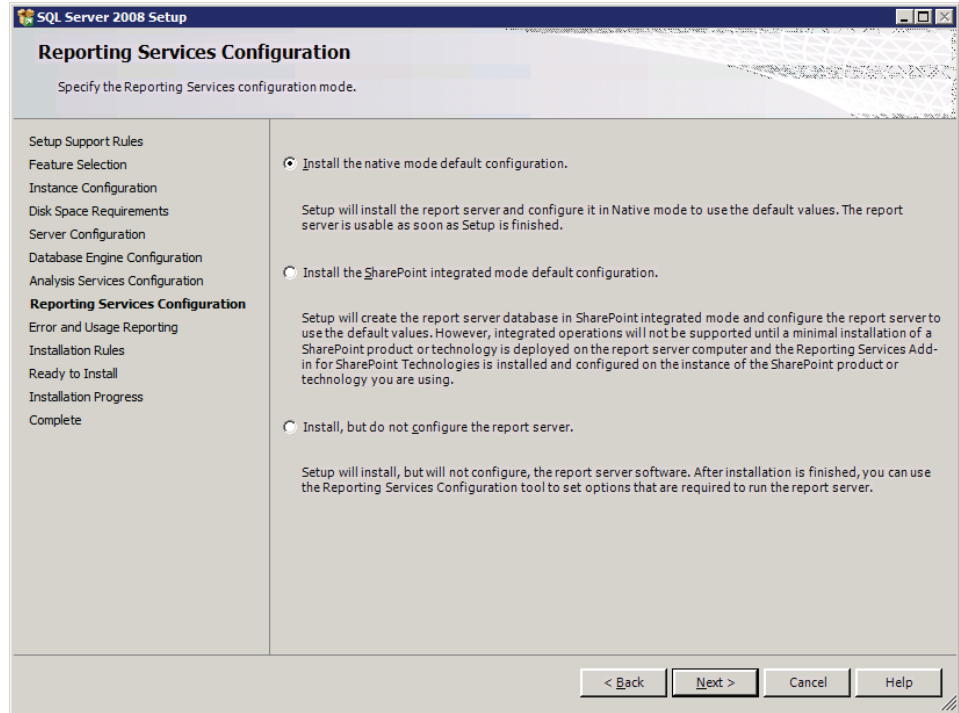 SQL Server 2008 Setup
Reporting Services Configuration
Specify the Reporting Services configuration mode.
Setup Support Rules
Feature Selection
Instance Configuration
Disk Space Requirements
Server Configuration
Database Engine Configuration
Analysis Services Configuration
Reporting Services Configuration
Error and Usage Reporting
Installation Rules
Ready to Install
Installation Progress
Complete
Install the native mode default configuration.
Setup will install the report server and configure it in Native mode to use the default values. The report
server is usable as soon as Setup is finished.
Install the SharePoint integrated mode default configuration.
Setup will create the report server database in SharePoint integrated mode and configure the report server to
use the default values. However, integrated operations will not be supported until a minimal installation of a
SharePoint product or technology is deployed on the report server computer and the Reporting Services Add-
in for SharePoint Technologies is installed and configured on the instance of the SharePoint product or
technology you are using.
Install, but do not configure the report server.
Setup will install, but will not configure, the report server software. After installation is finished, you can use
the Reporting Services Configuration tool to set options that are required to run the report server.
< Back
Next >
Cancel
Help